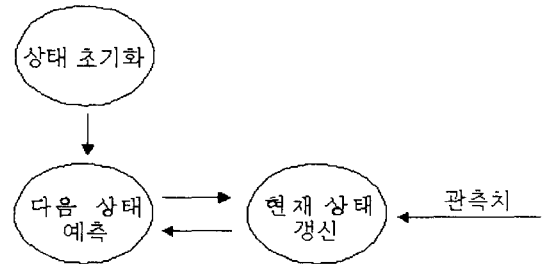 상태 초기화
다음 상태
예측
현재 상태
갱신
관측치